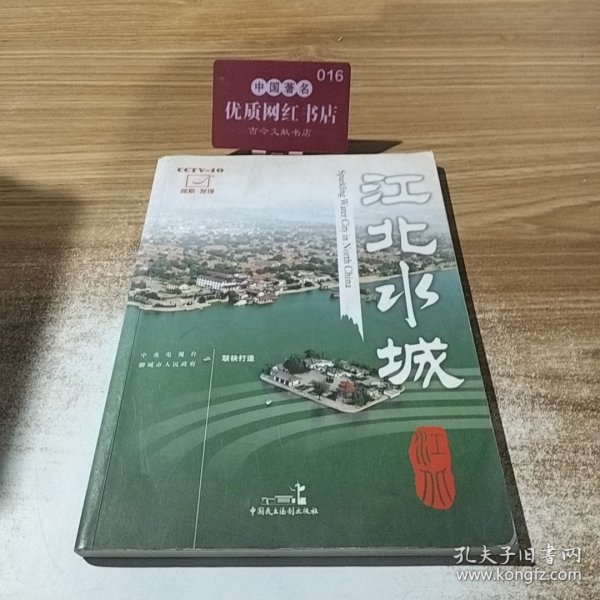 016
中国著名
优质网红书店
古今文献书店
CCTV-10
探索·发现
江北水城
Sparkling Water City in North China
中央电视台
聊城市人民政府
联袂打造
江北
中国民主法制出版社
孔夫子旧书网
www.kongfz.com